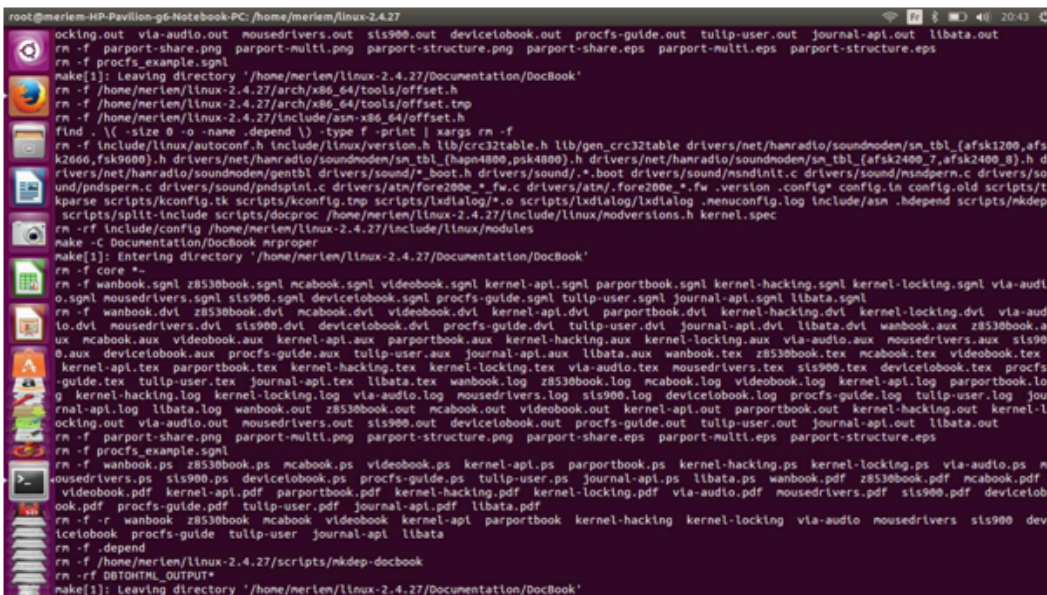 root@meriem-HP-Pavilion-g6-Notebook-PC: /home/meriem/linux-2.4.27 Fr 20:43
ocking.out via-audio.out mousedrivers.out sis900.out deviceiobook.out procfs-guide.out tulip-user.out journal-api.out libata.out
rm -f parport-share.png parport-multi.png parport-structure.png parport-share.eps parport-multi.eps parport-structure.eps
rm -f procfs_example.sgml
make[1]: Leaving directory '/home/meriem/linux-2.4.27/Documentation/DocBook'
rm -f /home/meriem/linux-2.4.27/arch/x86_64/tools/offset.h
rm -f /home/meriem/linux-2.4.27/arch/x86_64/tools/offset.tmp
rm -f /home/meriem/linux-2.4.27/include/asm-x86_64/offset.h
find . \( -size 0 -o -name .depend \) -type f -print | xargs rm -f
rm -f include/linux/autoconf.h include/linux/version.h lib/crc32table.h lib/gen_crc32table drivers/net/hamradio/soundmodem/sm_tbl_{afsk1200,afs
k2666,fsk9600}.h drivers/net/hamradio/soundmodem/sm_tbl_{hapn4800,psk4800}.h drivers/net/hamradio/soundmodem/sm_tbl_{afsk2400_7,afsk2400_8}.h d
rivers/net/hamradio/soundmodem/gentbl drivers/sound/*_boot.h drivers/sound/.*.boot drivers/sound/msndinit.c drivers/sound/msndperm.c drivers/so
und/pndsperm.c drivers/sound/pndspini.c drivers/atm/fore200e_*_fw.c drivers/atm/.fore200e_*.fw .version .config* config.in config.old scripts/t
kparse scripts/kconfig.tk scripts/kconfig.tmp scripts/lxdialog/*.o scripts/lxdialog/lxdialog .menuconfig.log include/asm .hdepend scripts/mkdep
scripts/split-include scripts/docproc /home/meriem/linux-2.4.27/include/linux/modversions.h kernel.spec
rm -rf include/config /home/meriem/linux-2.4.27/include/linux/modules
make -C Documentation/DocBook mrproper
make[1]: Entering directory '/home/meriem/linux-2.4.27/Documentation/DocBook'
rm -f core *~
rm -f wanbook.sgml z8530book.sgml mcabook.sgml videobook.sgml kernel-api.sgml parportbook.sgml kernel-hacking.sgml kernel-locking.sgml via-audi
o.sgml mousedrivers.sgml sis900.sgml deviceiobook.sgml procfs-guide.sgml tulip-user.sgml journal-api.sgml libata.sgml
rm -f wanbook.dvi z8530book.dvi mcabook.dvi videobook.dvi kernel-api.dvi parportbook.dvi kernel-hacking.dvi kernel-locking.dvi via-aud
io.dvi mousedrivers.dvi sis900.dvi deviceiobook.dvi procfs-guide.dvi tulip-user.dvi journal-api.dvi libata.dvi wanbook.aux z8530book.a
ux mcabook.aux videobook.aux kernel-api.aux parportbook.aux kernel-hacking.aux kernel-locking.aux via-audio.aux mousedrivers.aux sis90
0.aux deviceiobook.aux procfs-guide.aux tulip-user.aux journal-api.aux libata.aux wanbook.tex z8530book.tex mcabook.tex videobook.tex
kernel-api.tex parportbook.tex kernel-hacking.tex kernel-locking.tex via-audio.tex mousedrivers.tex sis900.tex deviceiobook.tex procfs
-guide.tex tulip-user.tex journal-api.tex libata.tex wanbook.log z8530book.log mcabook.log videobook.log kernel-api.log parportbook.lo
g kernel-hacking.log kernel-locking.log via-audio.log mousedrivers.log sis900.log deviceiobook.log procfs-guide.log tulip-user.log jou
rnal-api.log libata.log wanbook.out z8530book.out mcabook.out videobook.out kernel-api.out parportbook.out kernel-hacking.out kernel-l
ocking.out via-audio.out mousedrivers.out sis900.out deviceiobook.out procfs-guide.out tulip-user.out journal-api.out libata.out
rm -f parport-share.png parport-multi.png parport-structure.png parport-share.eps parport-multi.eps parport-structure.eps
rm -f procfs_example.sgml
rm -f wanbook.ps z8530book.ps mcabook.ps videobook.ps kernel-api.ps parportbook.ps kernel-hacking.ps kernel-locking.ps via-audio.ps m
ousedrivers.ps sis900.ps deviceiobook.ps procfs-guide.ps tulip-user.ps journal-api.ps libata.ps wanbook.pdf z8530book.pdf mcabook.pdf
videobook.pdf kernel-api.pdf parportbook.pdf kernel-hacking.pdf kernel-locking.pdf via-audio.pdf mousedrivers.pdf sis900.pdf deviceiob
ook.pdf procfs-guide.pdf tulip-user.pdf journal-api.pdf libata.pdf
rm -f -r wanbook z8530book mcabook videobook kernel-api parportbook kernel-hacking kernel-locking via-audio mousedrivers sis900 dev
iceiobook procfs-guide tulip-user journal-api libata
rm -f .depend
rm -f /home/meriem/linux-2.4.27/scripts/mkdep-docbook
rm -rf DBTOHTML_OUTPUT*
make[1]: Leaving directory '/home/meriem/linux-2.4.27/Documentation/DocBook'